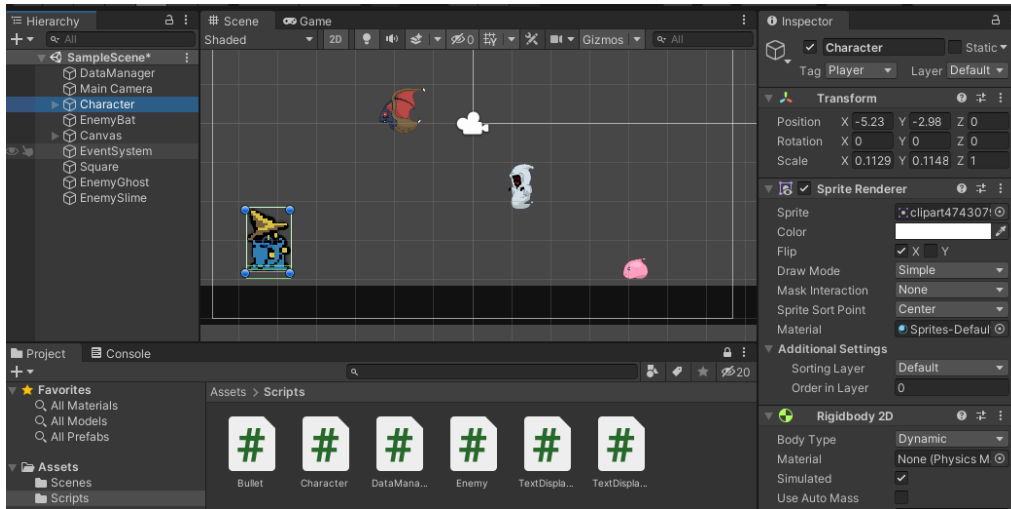 Hierarchy
All
SampleScene*
DataManager
Main Camera
Character
EnemyBat
Canvas
EventSystem
Square
EnemyGhost
EnemySlime
Scene
Game
Shaded
2D
0
Gizmos
All
Inspector
Character
Static
Tag Player
Layer Default
Transform
Position X -5.23 Y -2.98 Z 0
Rotation X 0 Y 0 Z 0
Scale X 0.1129 Y 0.1148 Z 1
Sprite Renderer
Sprite clipart4743079
Color
Flip X Y
Draw Mode Simple
Mask Interaction None
Sprite Sort Point Center
Material Sprites-Defaul
Additional Settings
Sorting Layer Default
Order in Layer 0
Rigidbody 2D
Body Type Dynamic
Material None (Physics M
Simulated
Use Auto Mass
Project
Console
20
Favorites
All Materials
All Models
All Prefabs
Assets
Scenes
Scripts
Assets > Scripts
# # # # # #
Bullet Character DataMana... Enemy TextDispla... TextDispla...